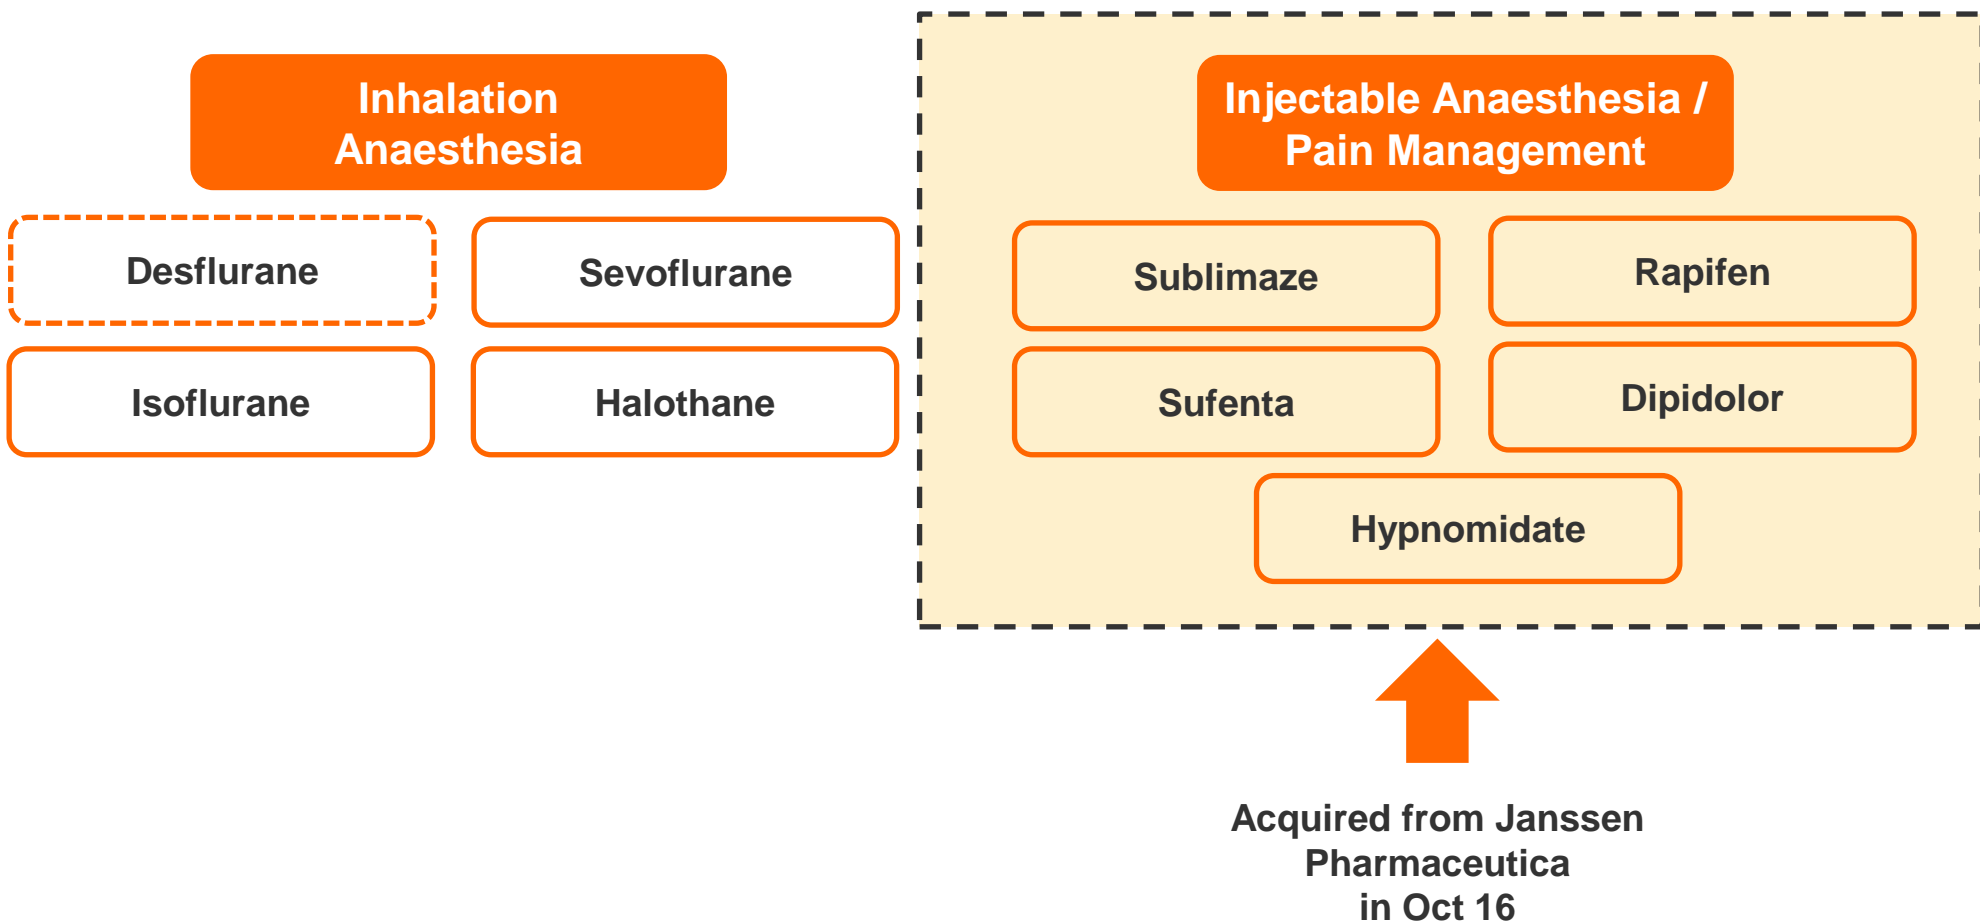 Inhalation
Anaesthesia
Desflurane
Sevoflurane
Isoflurane
Halothane
Injectable Anaesthesia /
Pain Management
Sublimaze
Rapifen
Sufenta
Dipidolor
Hypnomidate
Acquired from Janssen
Pharmaceutica
in Oct 16